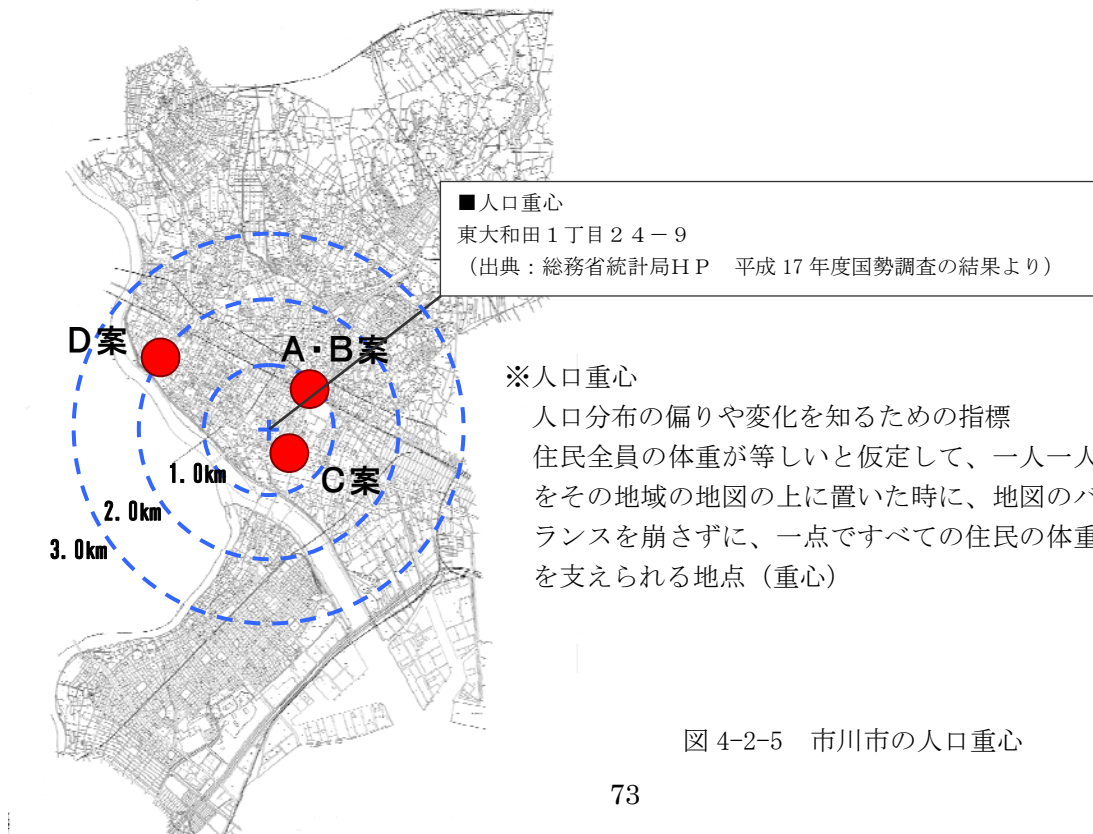 ■人口重心
東大和田１丁目２４－９
（出典：総務省統計局ＨＰ　平成 17 年度国勢調査の結果より）
D案
A・B案
C案
1.0km
2.0km
3.0km
※人口重心
人口分布の偏りや変化を知るための指標
住民全員の体重が等しいと仮定して、一人一人
をその地域の地図の上に置いた時に、地図のバ
ランスを崩さずに、一点ですべての住民の体重
を支えられる地点（重心）
図 4-2-5　市川市の人口重心
73